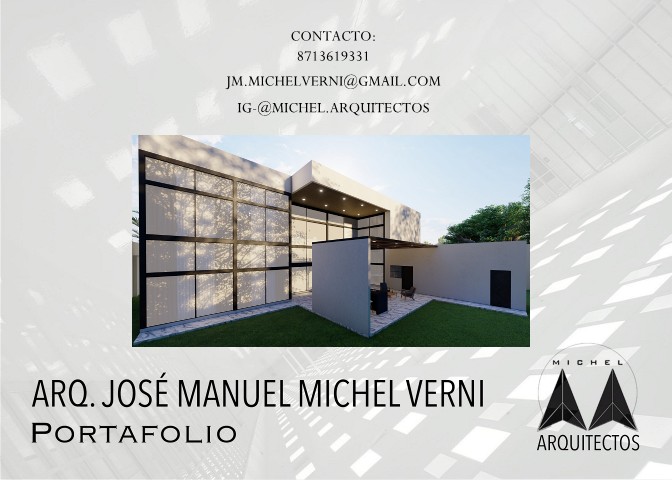 CONTACTO:
8713619331
JM.MICHELVERNI@GMAIL.COM
IG-@MICHEL.ARQUITECTOS
ARQ. JOSÉ MANUEL MICHEL VERNI
PORTAFOLIO
MICHEL
ARQUITECTOS